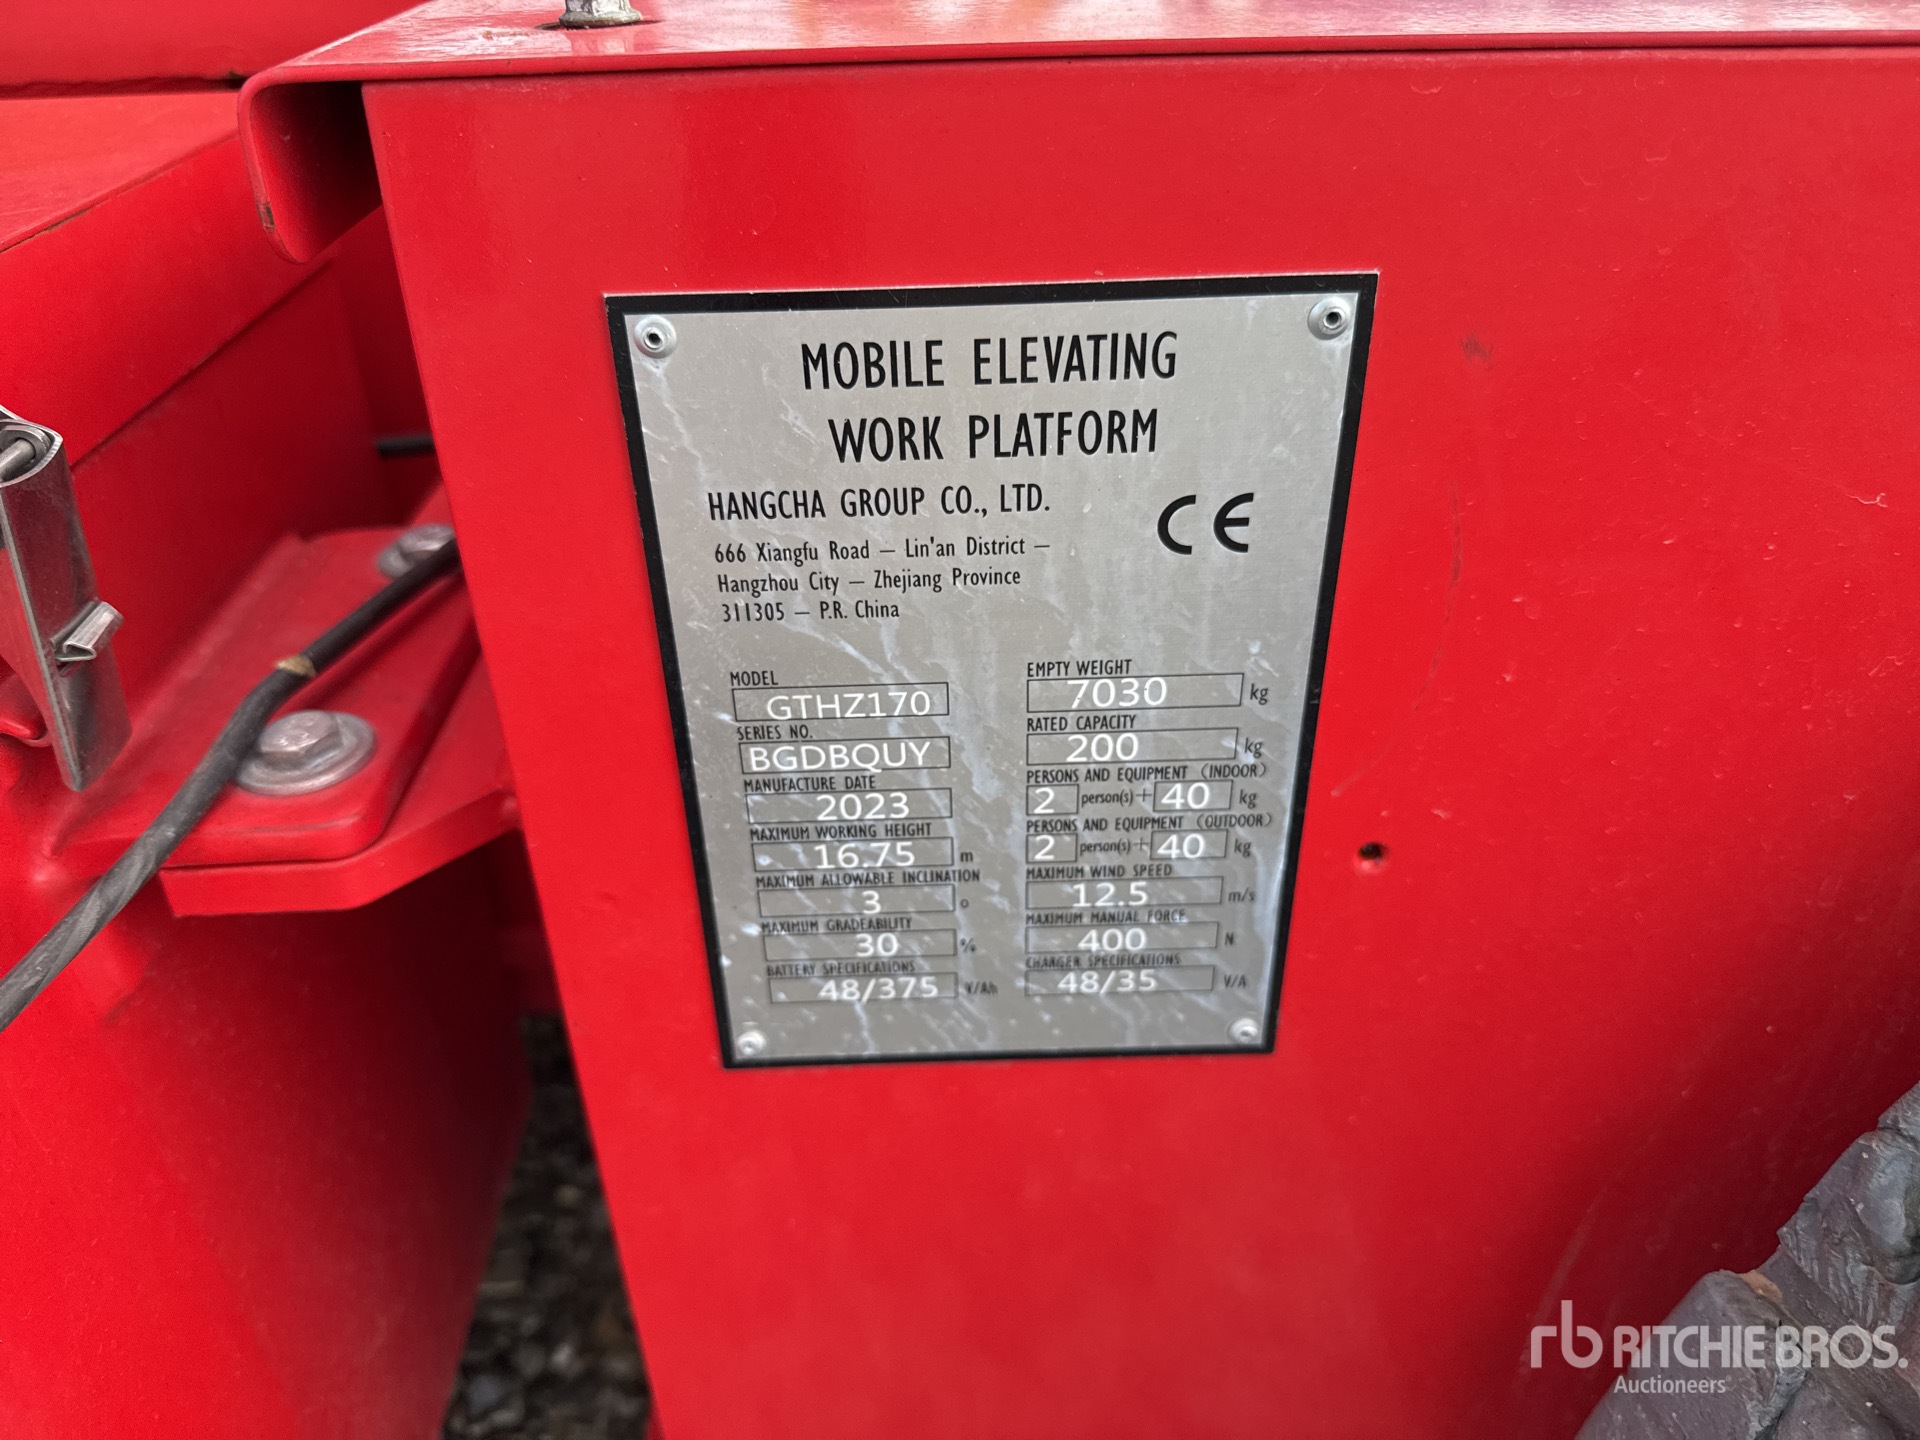 MOBILE ELEVATING
WORK PLATFORM
HANGCHA GROUP CO., LTD.
CE
666 Xiangfu Road – Lin'an District –
Hangzhou City – Zhejiang Province
311305 – P.R. China
MODEL
GTHZ170
SERIES NO.
BGDBQUY
MANUFACTURE DATE
2023
MAXIMUM WORKING HEIGHT
16.75 m
MAXIMUM ALLOWABLE INCLINATION
3 °
MAXIMUM GRADEABILITY
30 %
BATTERY SPECIFICATIONS
48/375 V/Ah
EMPTY WEIGHT
7030 kg
RATED CAPACITY
200 kg
PERSONS AND EQUIPMENT (INDOOR)
2 person(s) + 40 kg
PERSONS AND EQUIPMENT (OUTDOOR)
2 person(s) + 40 kg
MAXIMUM WIND SPEED
12.5 m/s
MAXIMUM MANUAL FORCE
400 N
CHARGER SPECIFICATIONS
48/35 V/A
rb RITCHIE BROS.
Auctioneers